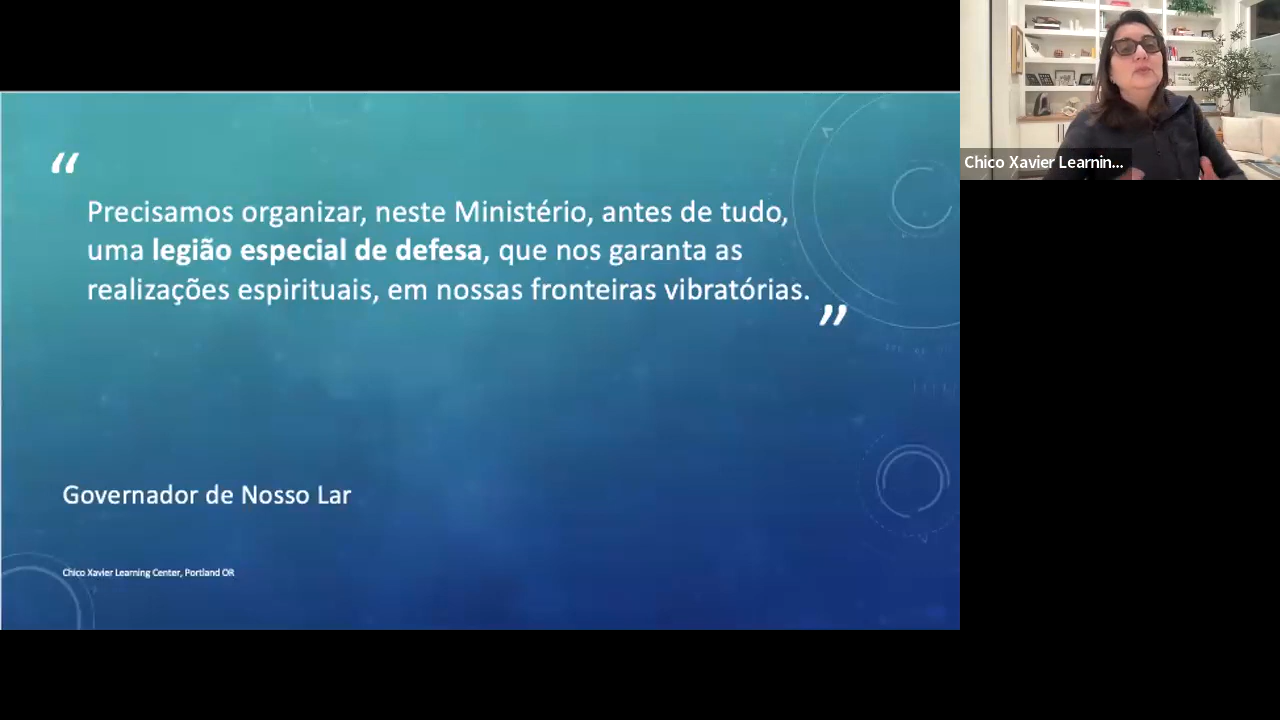 “
Precisamos organizar, neste Ministério, antes de tudo,
uma legião especial de defesa, que nos garanta as
realizações espirituais, em nossas fronteiras vibratórias.
”
Governador de Nosso Lar
Chico Xavier Learning Center, Portland OR
Chico Xavier Learnin...